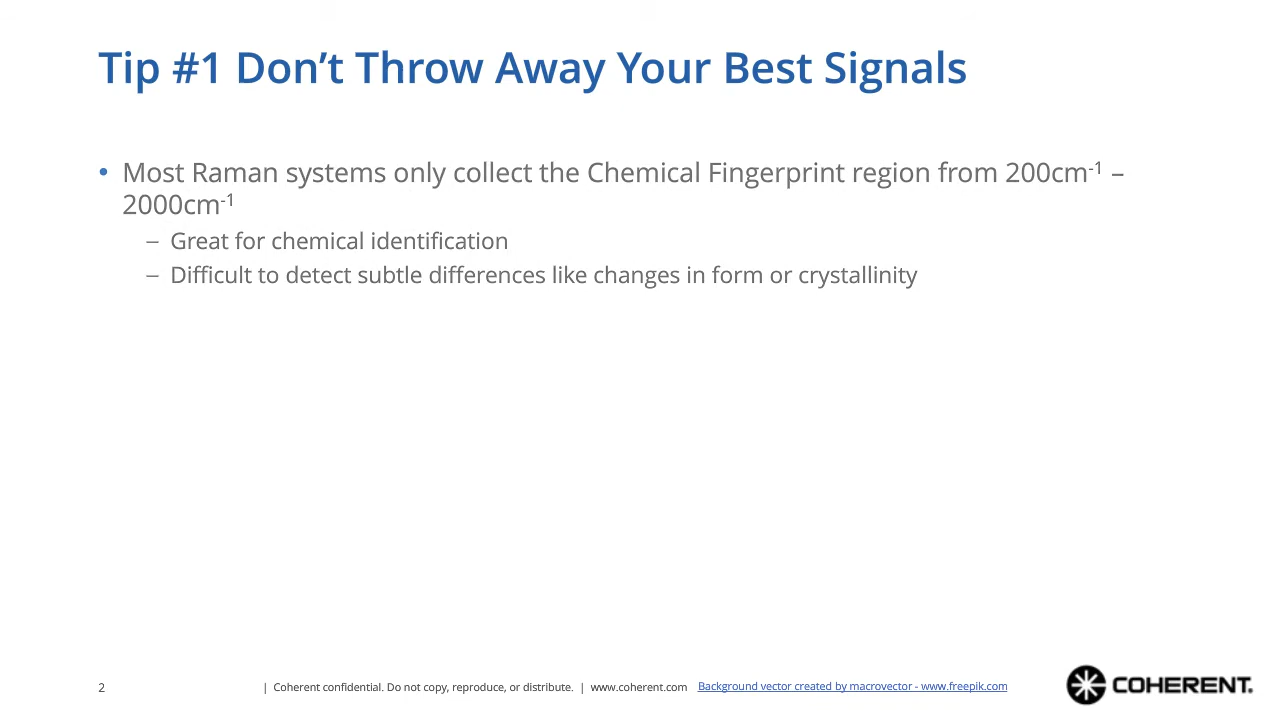 Tip #1 Don’t Throw Away Your Best Signals
• Most Raman systems only collect the Chemical Fingerprint region from 200cm-1 –
2000cm-1
– Great for chemical identification
– Difficult to detect subtle differences like changes in form or crystallinity
2 | Coherent confidential. Do not copy, reproduce, or distribute. | www.coherent.com Background vector created by macrovector - www.freepik.com
COHERENT.